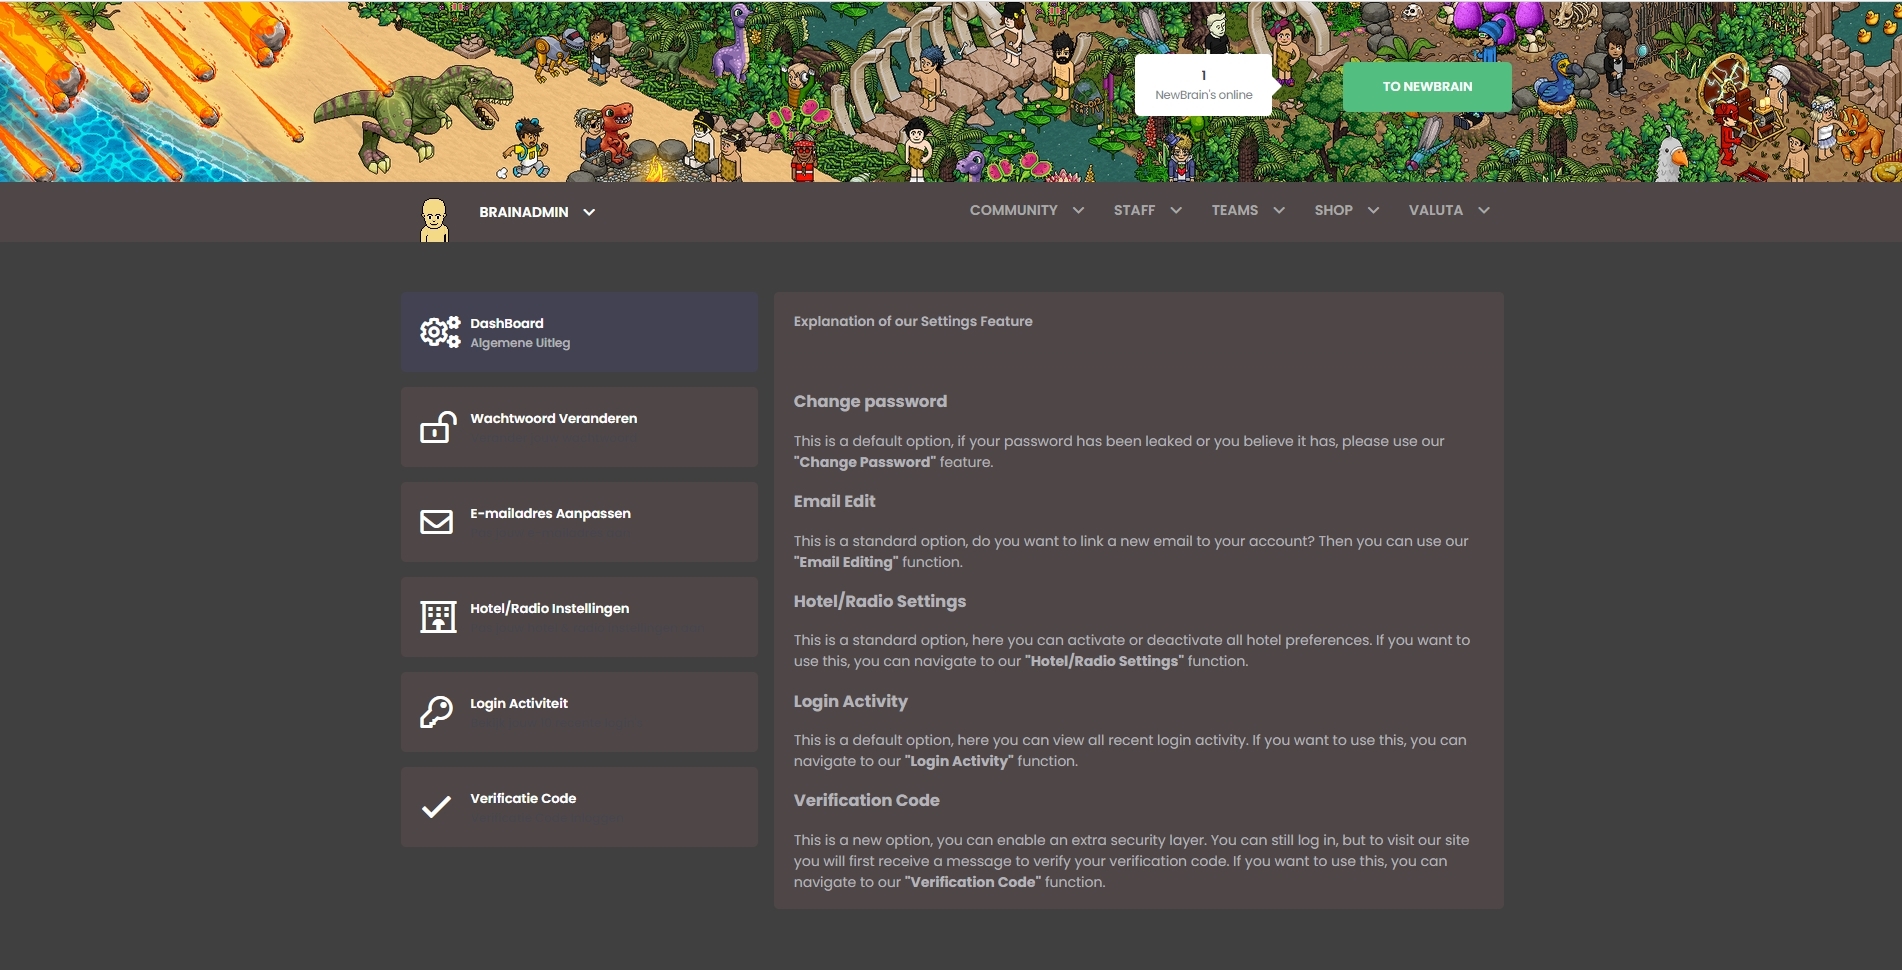 1
NewBrain's online
TO NEWBRAIN
BRAINADMIN
COMMUNITY
STAFF
TEAMS
SHOP
VALUTA
DashBoard
Algemene Uitleg
Wachtwoord Veranderen
E-mailadres Aanpassen
Hotel/Radio Instellingen
Login Activiteit
Verificatie Code
Explanation of our Settings Feature
Change password
This is a default option, if your password has been leaked or you believe it has, please use our
"Change Password" feature.
Email Edit
This is a standard option, do you want to link a new email to your account? Then you can use our
"Email Editing" function.
Hotel/Radio Settings
This is a standard option, here you can activate or deactivate all hotel preferences. If you want to
use this, you can navigate to our "Hotel/Radio Settings" function.
Login Activity
This is a default option, here you can view all recent login activity. If you want to use this, you can
navigate to our "Login Activity" function.
Verification Code
This is a new option, you can enable an extra security layer. You can still log in, but to visit our site
you will first receive a message to verify your verification code. If you want to use this, you can
navigate to our "Verification Code" function.